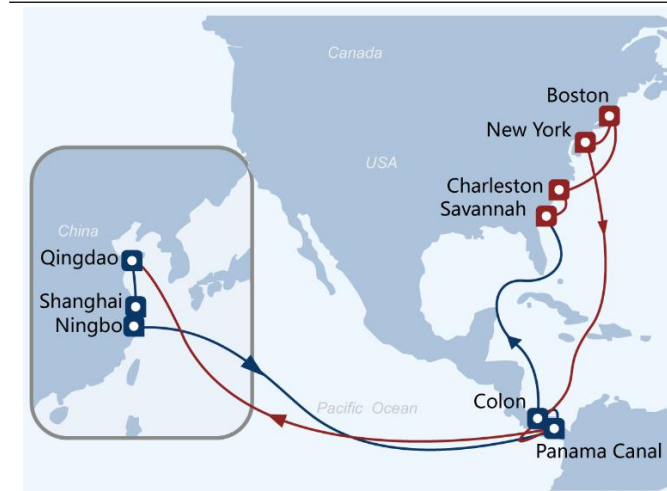 Canada
Boston
New York
USA
Charleston
Savannah
China
Qingdao
Shanghai
Ningbo
Colon
Pacific Ocean
Panama Canal